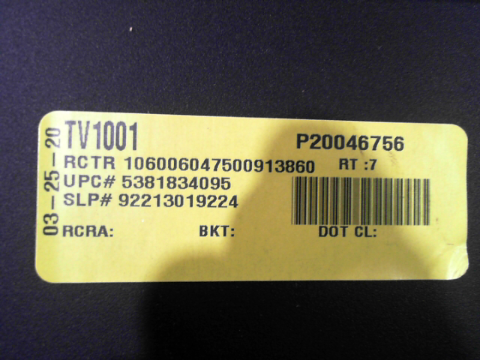 03-25-20
TV1001 P20046756
RCTR 106006047500913860 RT :7
UPC# 5381834095
SLP# 92213019224
RCRA: BKT: DOT CL: